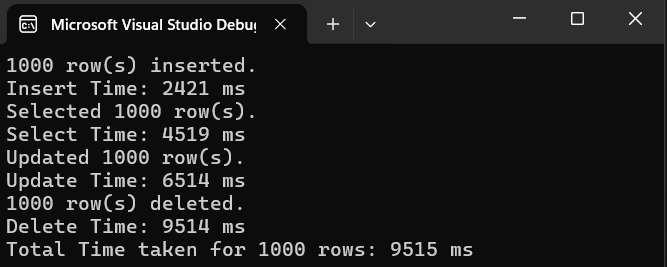 Microsoft Visual Studio Debug
1000 row(s) inserted.
Insert Time: 2421 ms
Selected 1000 row(s).
Select Time: 4519 ms
Updated 1000 row(s).
Update Time: 6514 ms
1000 row(s) deleted.
Delete Time: 9514 ms
Total Time taken for 1000 rows: 9515 ms